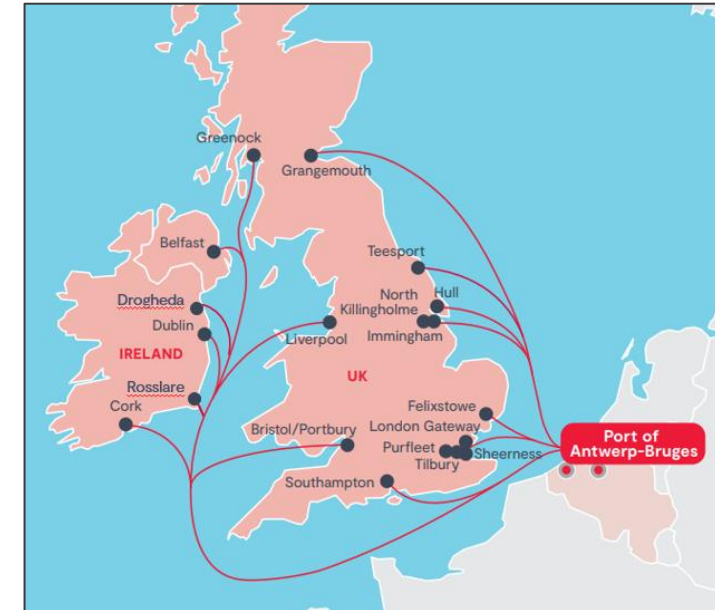 Greenock
Grangemouth
Belfast
Teesport
Drogheda
North
Hull
Killingholme
Dublin
Liverpool
Immingham
IRELAND
UK
Rosslare
Cork
Felixstowe
Bristol/Portbury
London Gateway
Purfleet
Sheerness
Tilbury
Southampton
Port of
Antwerp-Bruges